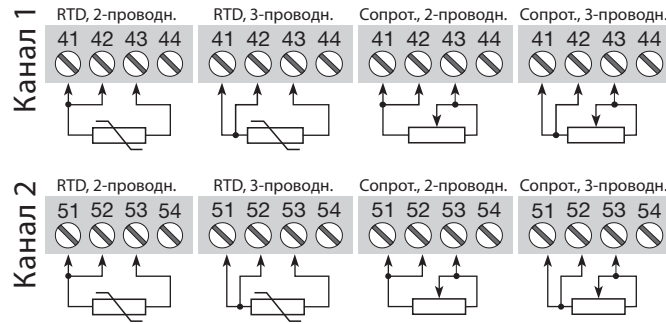 Канал 1
RTD, 2-проводн. RTD, 3-проводн. Сопрот., 2-проводн. Сопрот., 3-проводн.
41 42 43 44 41 42 43 44 41 42 43 44 41 42 43 44
Канал 2
RTD, 2-проводн. RTD, 3-проводн. Сопрот., 2-проводн. Сопрот., 3-проводн.
51 52 53 54 51 52 53 54 51 52 53 54 51 52 53 54